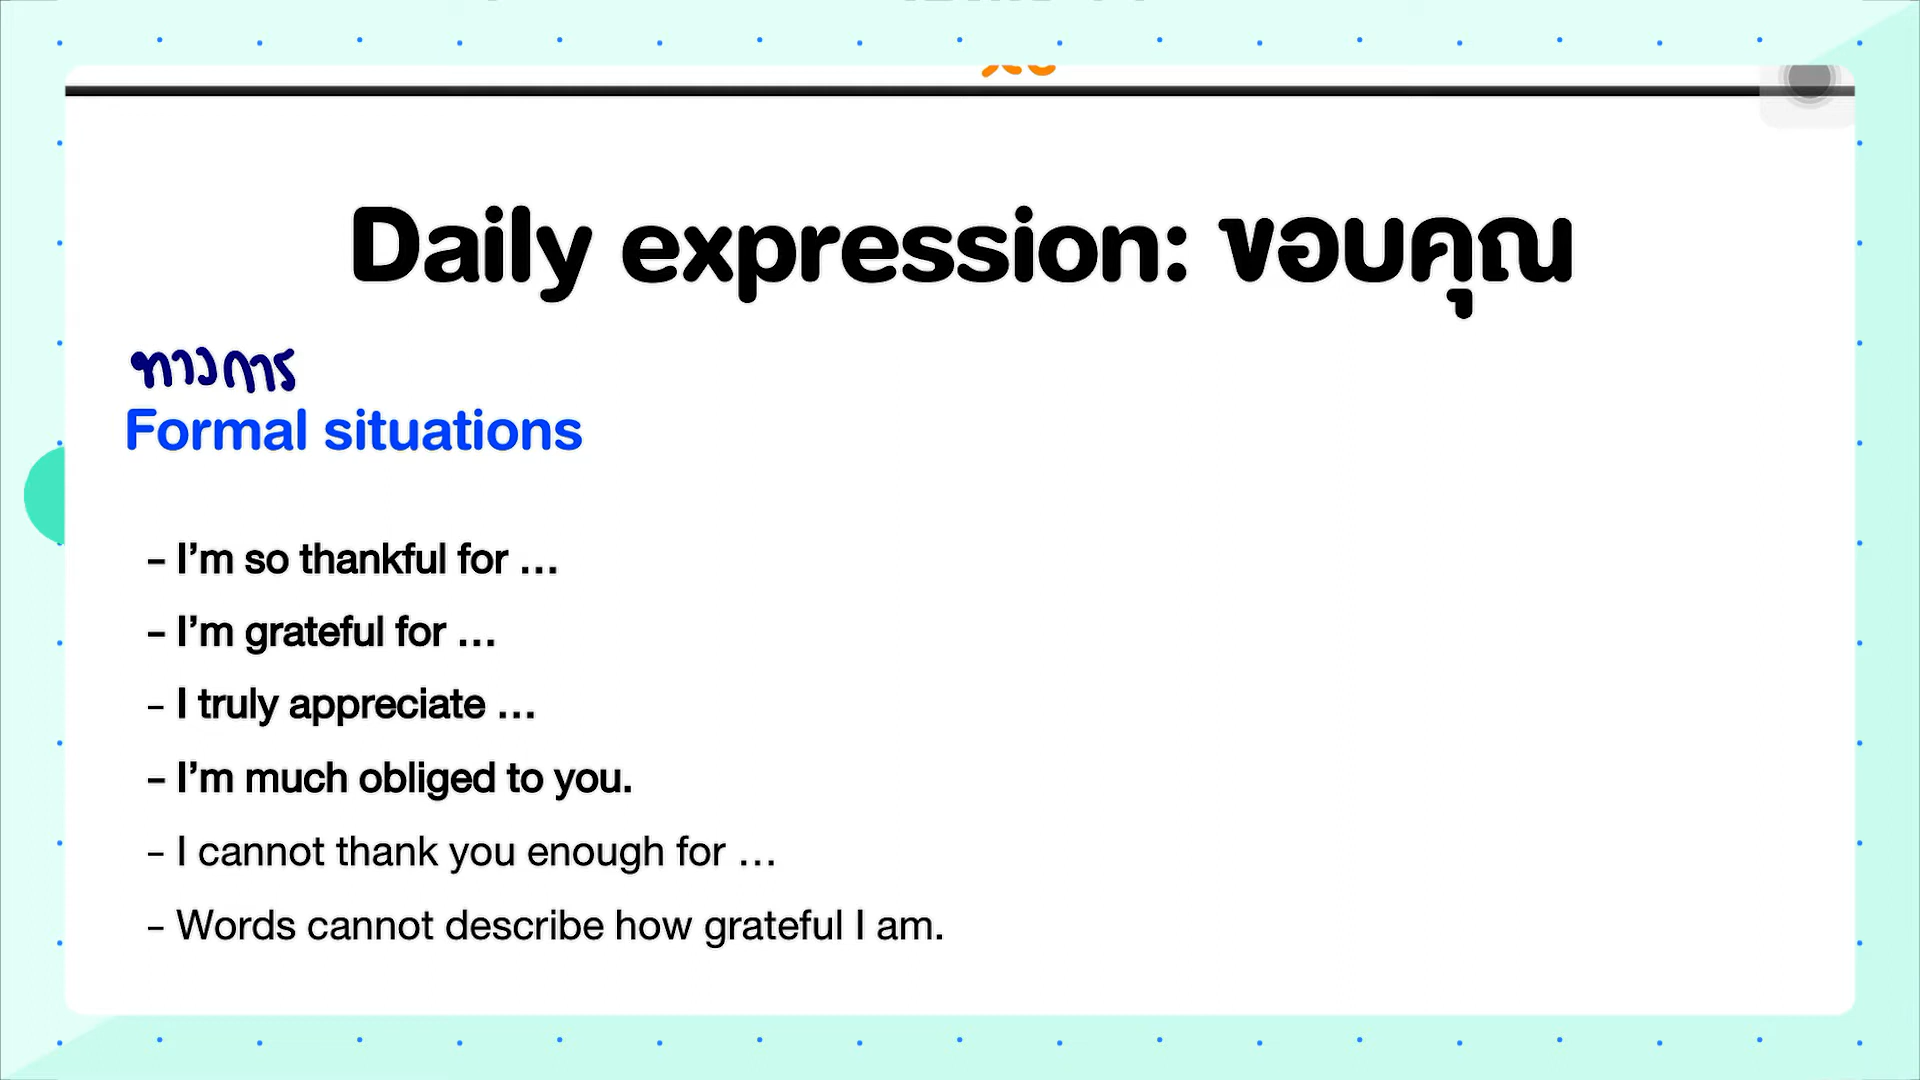 Daily expression: ขอบคุณ
ทางการ
Formal situations
– I’m so thankful for …
– I’m grateful for …
– I truly appreciate …
– I’m much obliged to you.
– I cannot thank you enough for …
– Words cannot describe how grateful I am.